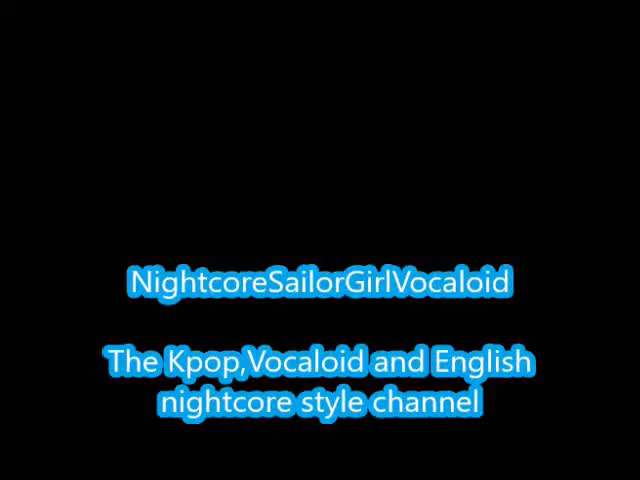 NightcoreSailorGirlVocaloid
The Kpop,Vocaloid and English
nightcore style channel